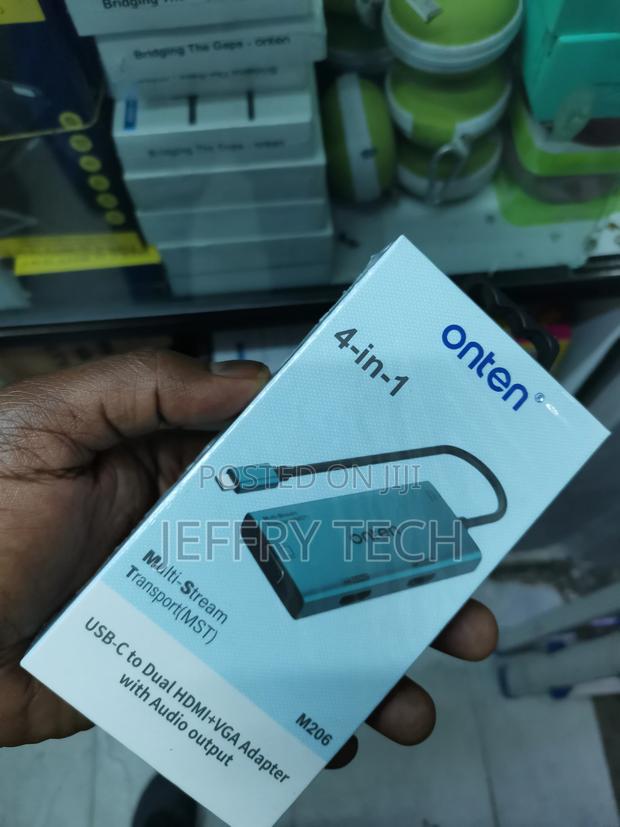 Bridging The Gaps - onten
Bridging The Gaps - onten
4-in-1
onten
onten
POSTED ON JIJI
JEFFRY TECH
Multi-Stream
Transport(MST)
USB-C to Dual HDMI+VGA Adapter
with Audio output
M206